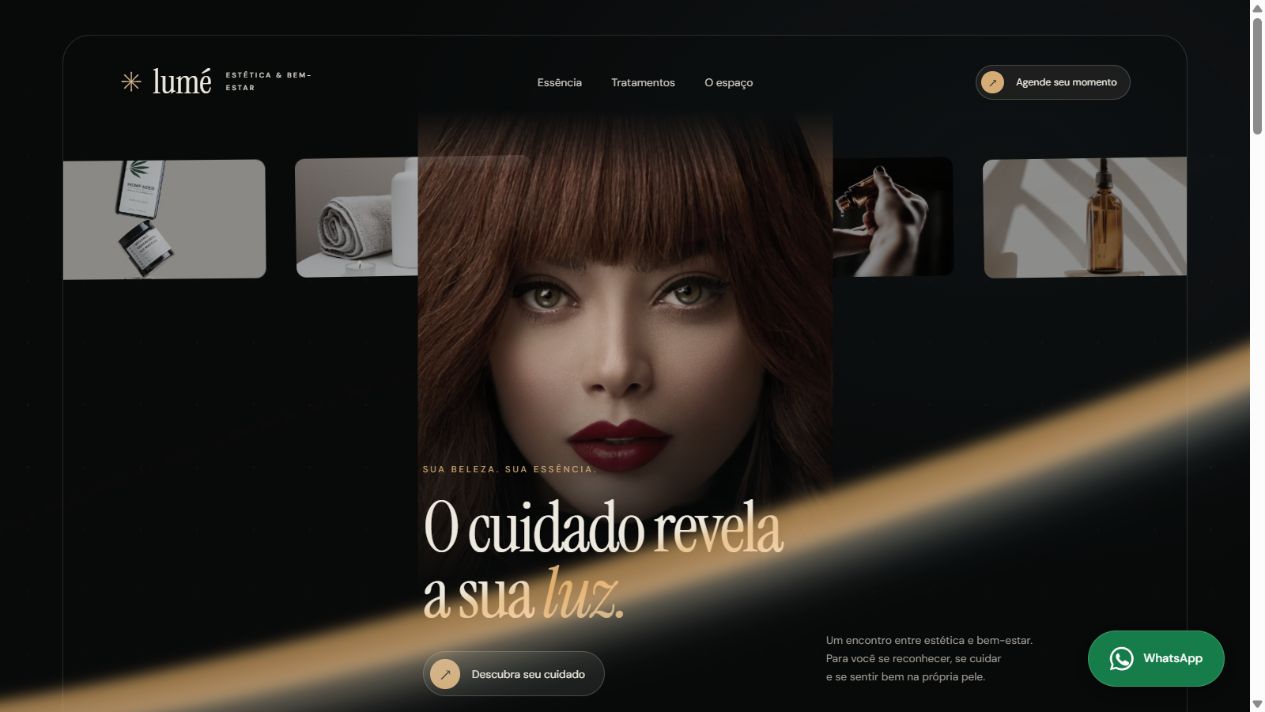 lumé
ESTÉTICA & BEM-
ESTAR
Essência
Tratamentos
O espaço
Agende seu momento
SUA BELEZA. SUA ESSÊNCIA.
O cuidado revela
a sua luz.
Descubra seu cuidado
Um encontro entre estética e bem-estar.
Para você se reconhecer, se cuidar
e se sentir bem na própria pele.
WhatsApp